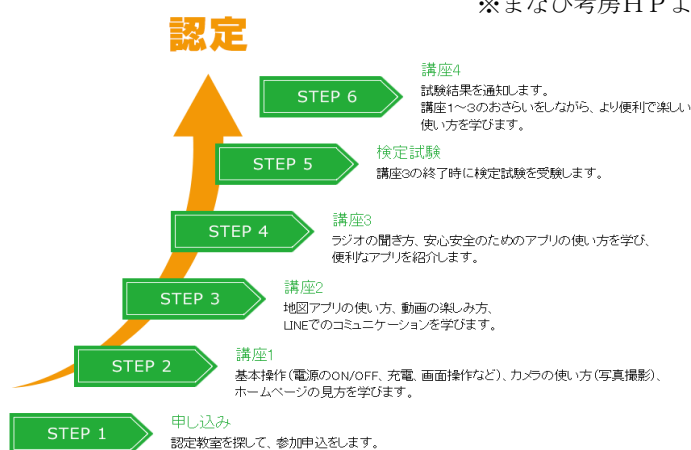 ※まなび考房HPよ
認定
STEP 6
講座4
試験結果を通知します。
講座1～3のおさらいをしながら、より便利で楽しい
使い方を学びます。
STEP 5
検定試験
講座3の終了時に検定試験を受験します。
STEP 4
講座3
ラジオの聞き方、安心安全のためのアプリの使い方を学び、
便利なアプリを紹介します。
STEP 3
講座2
地図アプリの使い方、動画の楽しみ方、
LINEでのコミュニケーションを学びます。
STEP 2
講座1
基本操作（電源のON/OFF、充電、画面操作など）、カメラの使い方（写真撮影）、
ホームページの見方を学びます。
STEP 1
申し込み
認定教室を探して、参加申込をします。